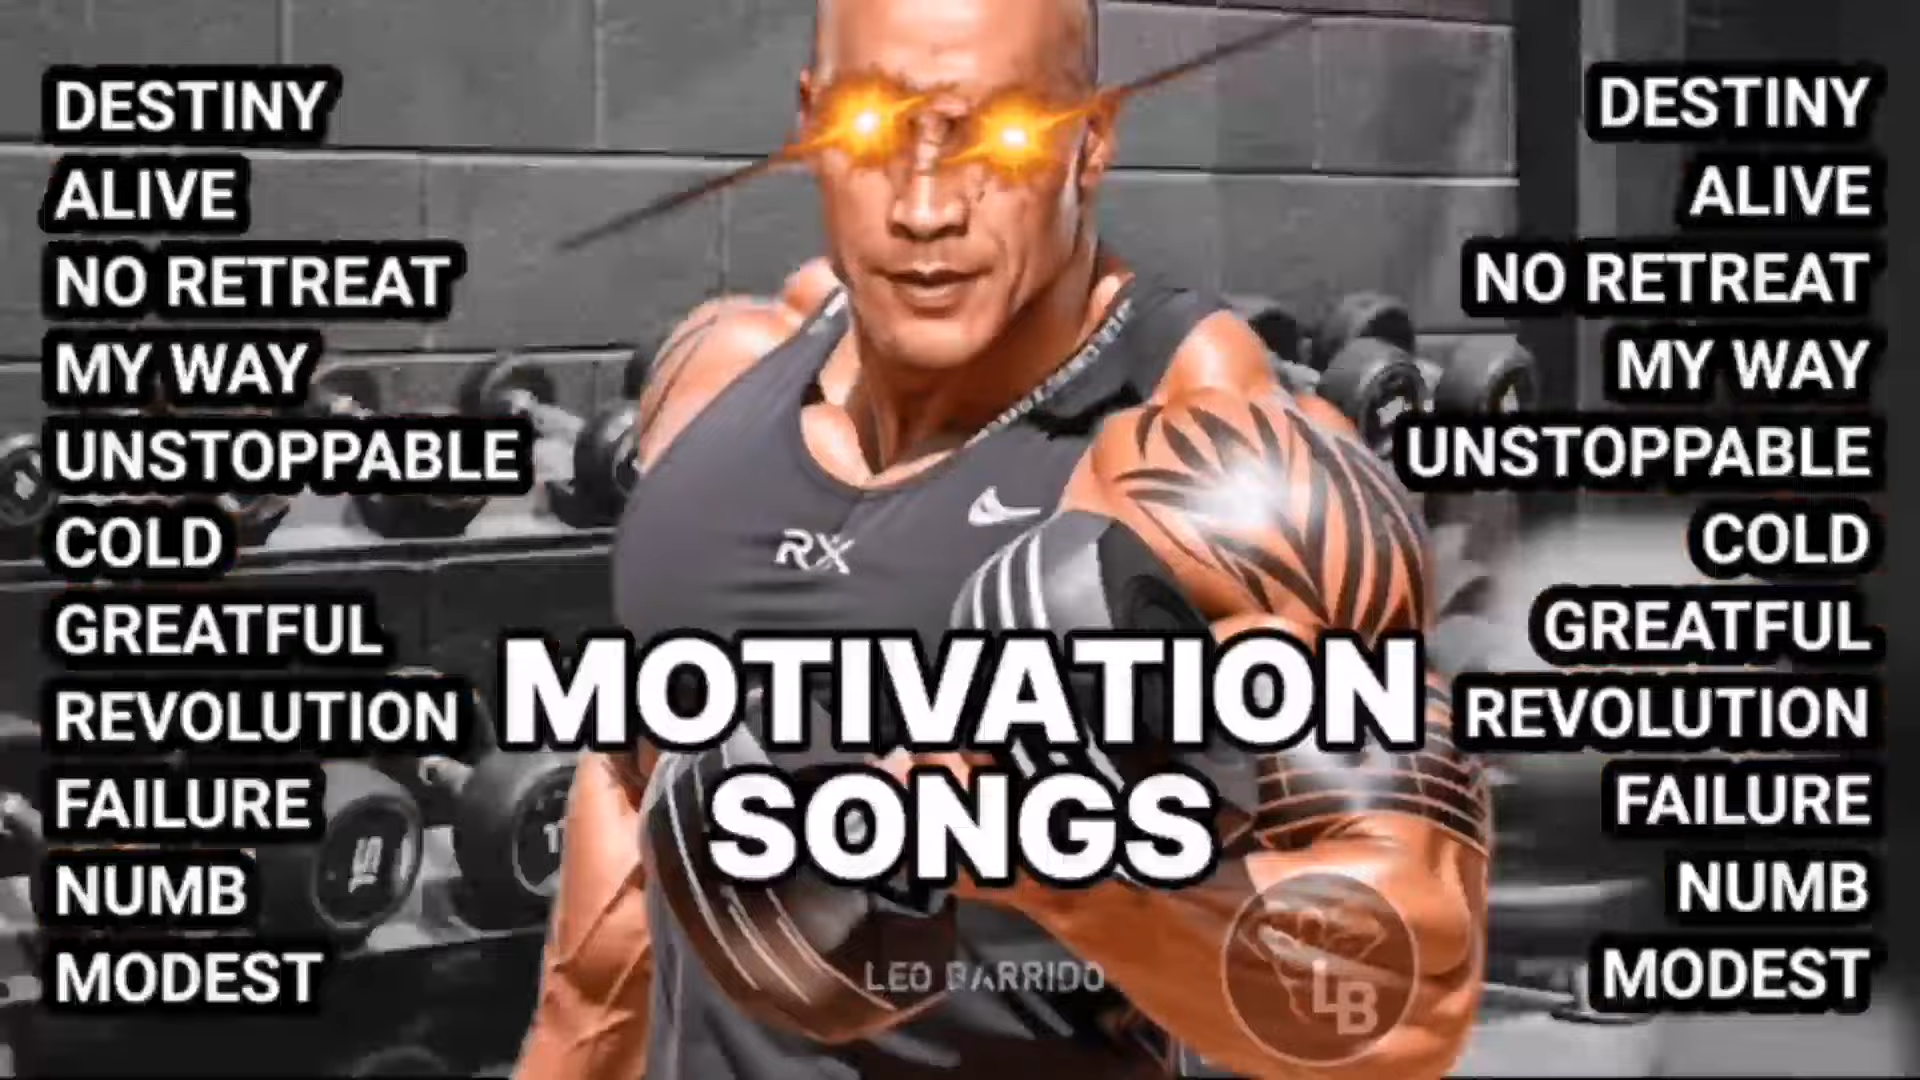 DESTINY
ALIVE
NO RETREAT
MY WAY
UNSTOPPABLE
COLD
GREATFUL
REVOLUTION
FAILURE
NUMB
MODEST
RX
MOTIVATION
SONGS
LEO BARRIDO
LB
DESTINY
ALIVE
NO RETREAT
MY WAY
UNSTOPPABLE
COLD
GREATFUL
REVOLUTION
FAILURE
NUMB
MODEST